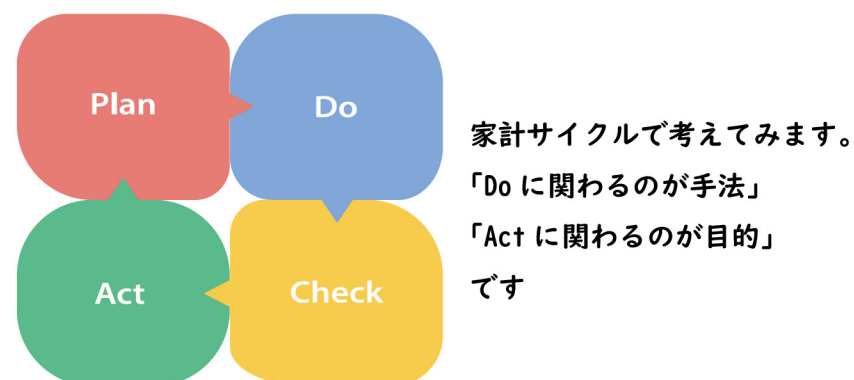 Plan
Do
Act
Check
家計サイクルで考えてみます。
「Doに関わるのが手法」
「Actに関わるのが目的」
です